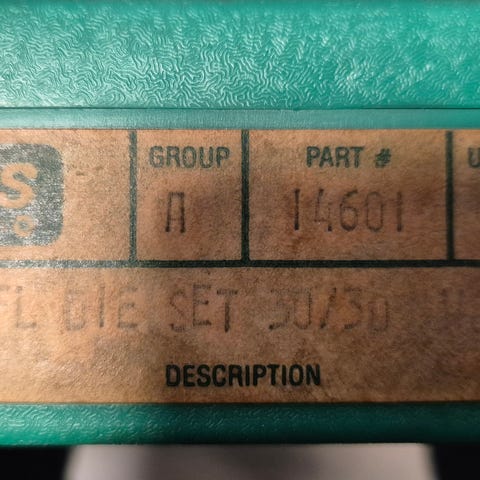 S GROUP PART #
A 14601
FL DIE SET 30/30
DESCRIPTION